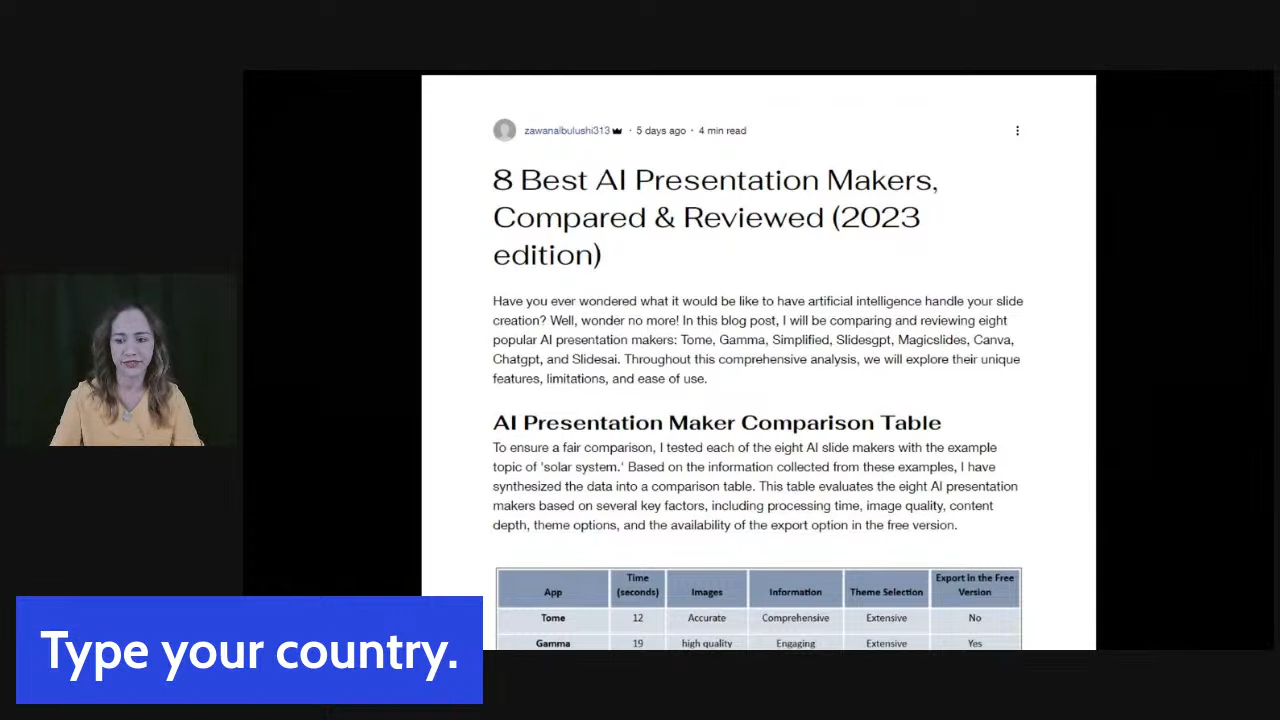 zawanalbulushi313 · 5 days ago · 4 min read
8 Best AI Presentation Makers,
Compared & Reviewed (2023
edition)
Have you ever wondered what it would be like to have artificial intelligence handle your slide
creation? Well, wonder no more! In this blog post, I will be comparing and reviewing eight
popular AI presentation makers: Tome, Gamma, Simplified, Slidesgpt, Magicslides, Canva,
Chatgpt, and Slidesai. Throughout this comprehensive analysis, we will explore their unique
features, limitations, and ease of use.
AI Presentation Maker Comparison Table
To ensure a fair comparison, I tested each of the eight AI slide makers with the example
topic of 'solar system.' Based on the information collected from these examples, I have
synthesized the data into a comparison table. This table evaluates the eight AI presentation
makers based on several key factors, including processing time, image quality, content
depth, theme options, and the availability of the export option in the free version.
App Time (seconds) Images Information Theme Selection Export in the Free Version
Tome 12 Accurate Comprehensive Extensive No
Gamma 19 high quality Engaging Extensive Yes
Type your country.